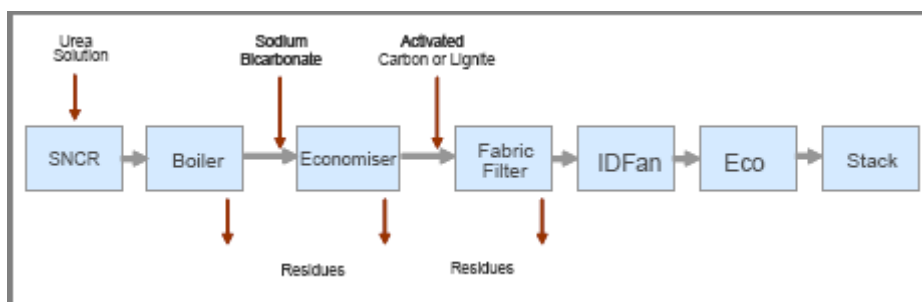 Urea
Solution
Sodium
Bicarbonate
Activated
Carbon or Lignite
SNCR
Boiler
Economiser
Fabric
Filter
IDFan
Eco
Stack
Residues
Residues